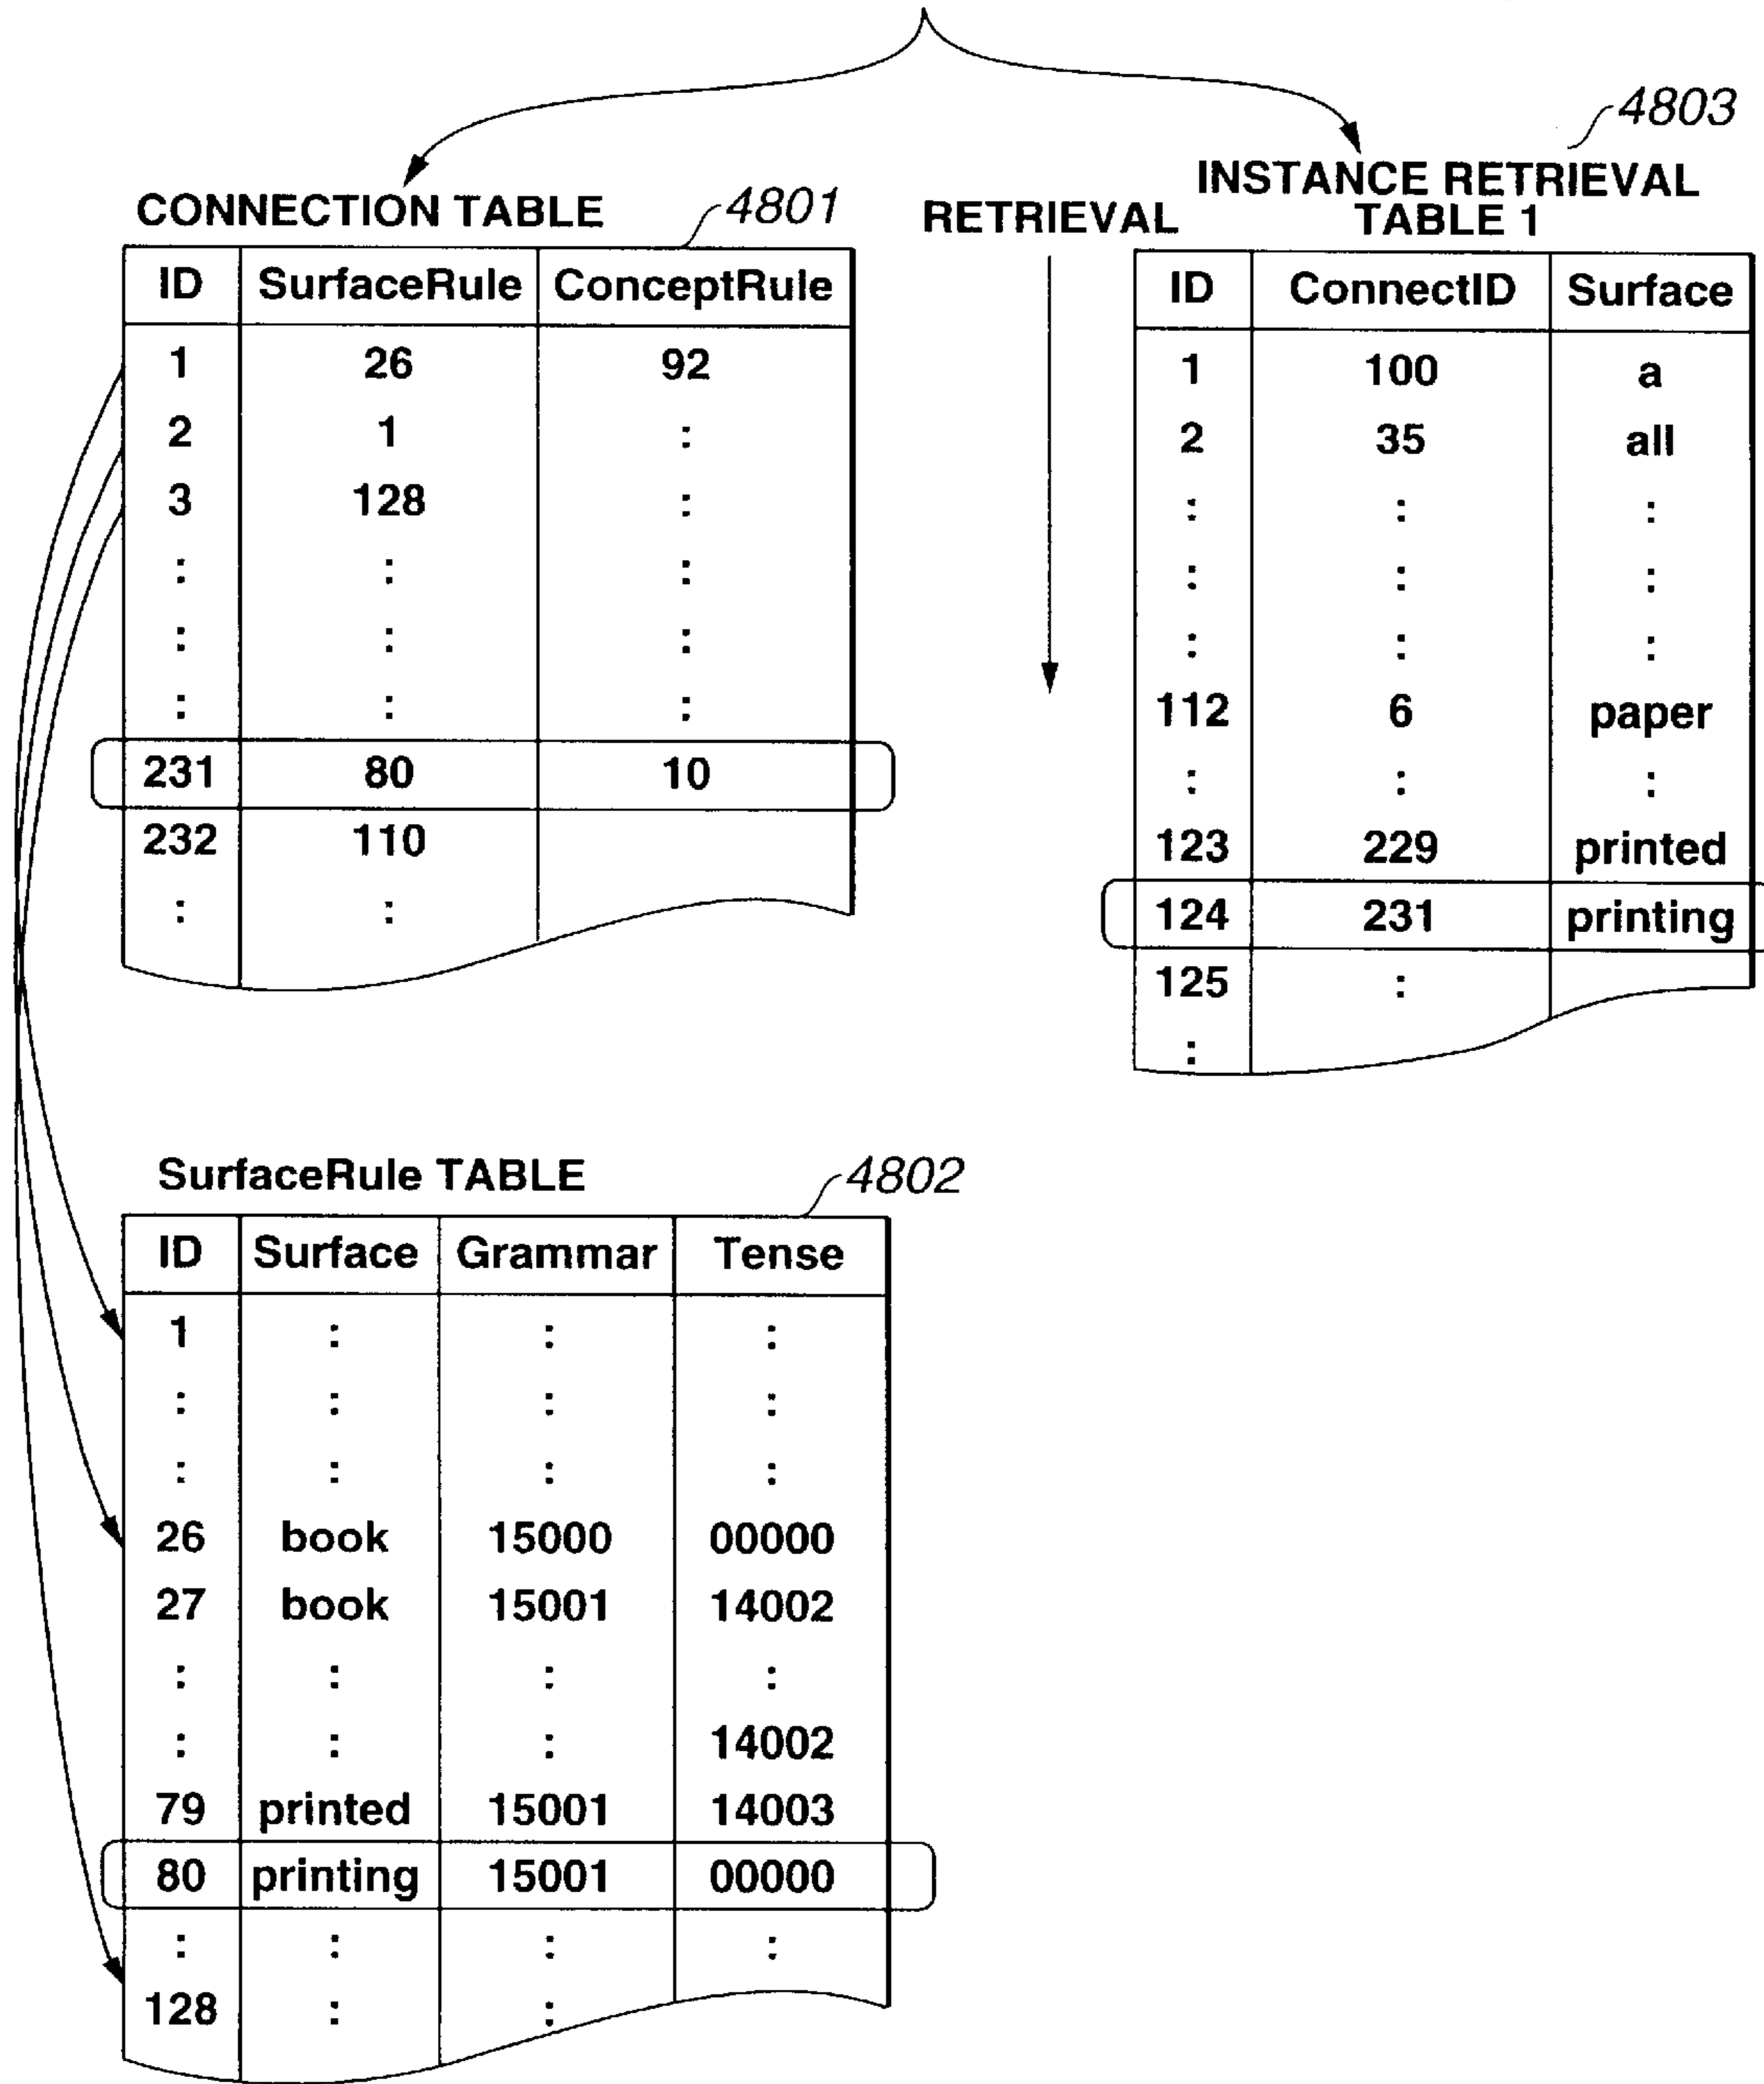 4803
INSTANCE RETRIEVAL
TABLE 1
CONNECTION TABLE 4801
RETRIEVAL
ID SurfaceRule ConceptRule
1 26 92
2 1 :
3 128 :
: : :
: : :
: : :
231 80 10
232 110
: :
ID ConnectID Surface
1 100 a
2 35 all
: : :
: : :
: : :
112 6 paper
: : :
123 229 printed
124 231 printing
125 :
:
SurfaceRule TABLE 4802
ID Surface Grammar Tense
1 : : :
: : : :
: : : :
26 book 15000 00000
27 book 15001 14002
: : : :
: : : 14002
79 printed 15001 14003
80 printing 15001 00000
: : : :
128 : :